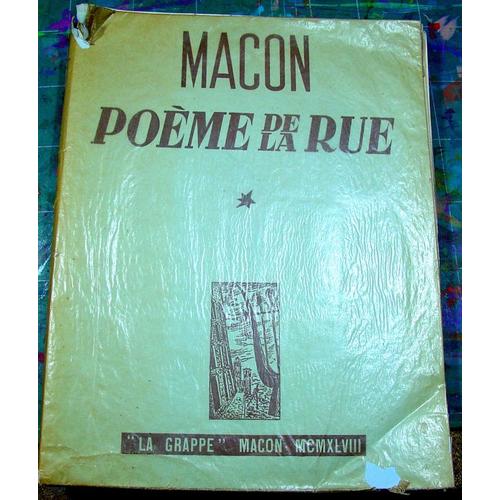 MACON
POÈME DE LA RUE
"LA GRAPPE" MACON MCMXLVIII